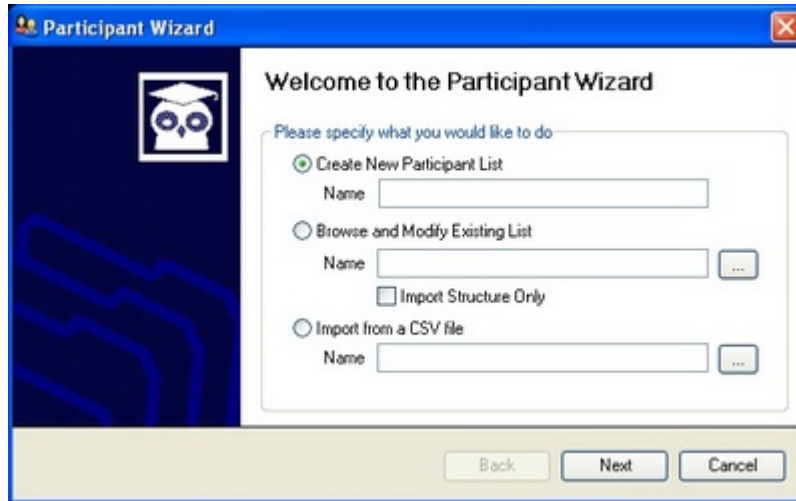 Participant Wizard
Welcome to the Participant Wizard
Please specify what you would like to do
Create New Participant List
Name
Browse and Modify Existing List
Name
...
Import Structure Only
Import from a CSV file
Name
...
Back
Next
Cancel